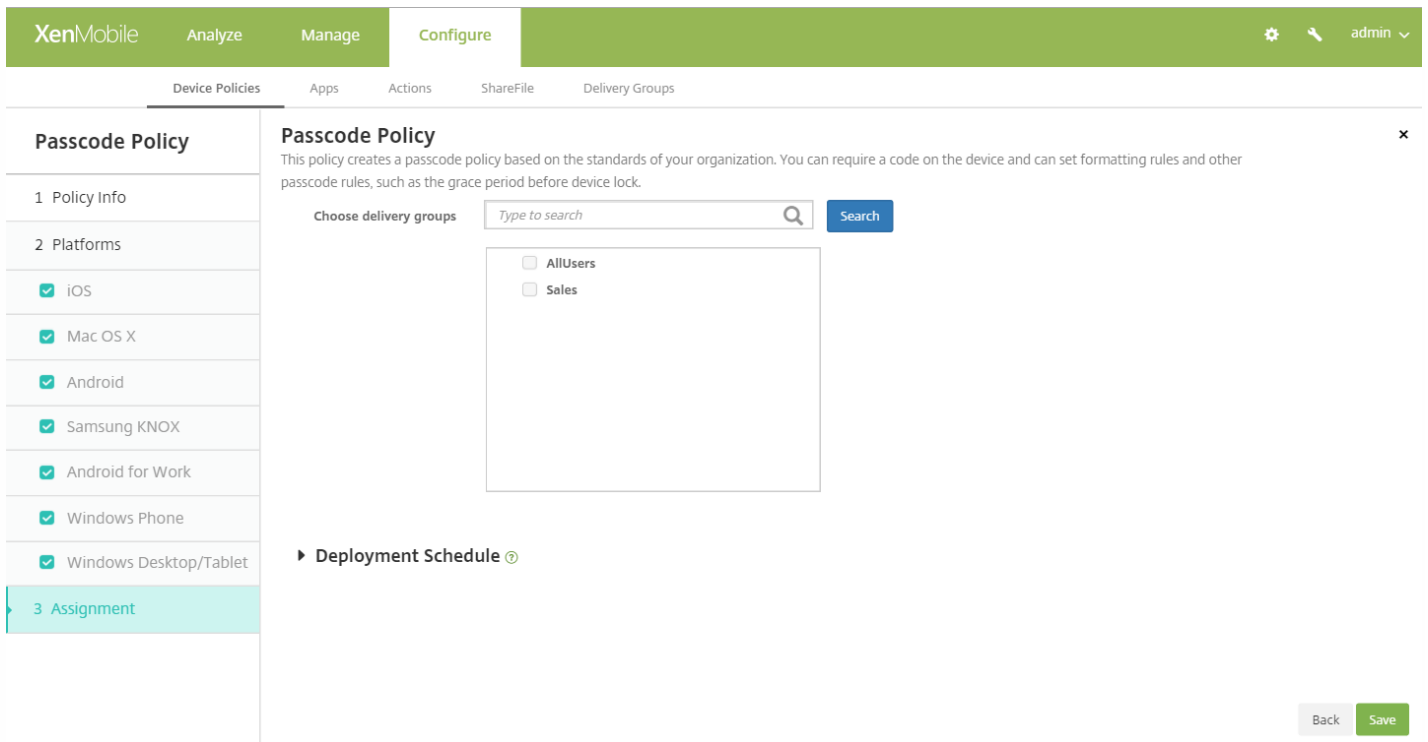 XenMobile Analyze Manage Configure admin
Device Policies Apps Actions ShareFile Delivery Groups
Passcode Policy
1 Policy Info
2 Platforms
iOS
Mac OS X
Android
Samsung KNOX
Android for Work
Windows Phone
Windows Desktop/Tablet
3 Assignment
Passcode Policy
This policy creates a passcode policy based on the standards of your organization. You can require a code on the device and can set formatting rules and other
passcode rules, such as the grace period before device lock.
Choose delivery groups Type to search Search
AllUsers
Sales
Deployment Schedule ?
Back Save